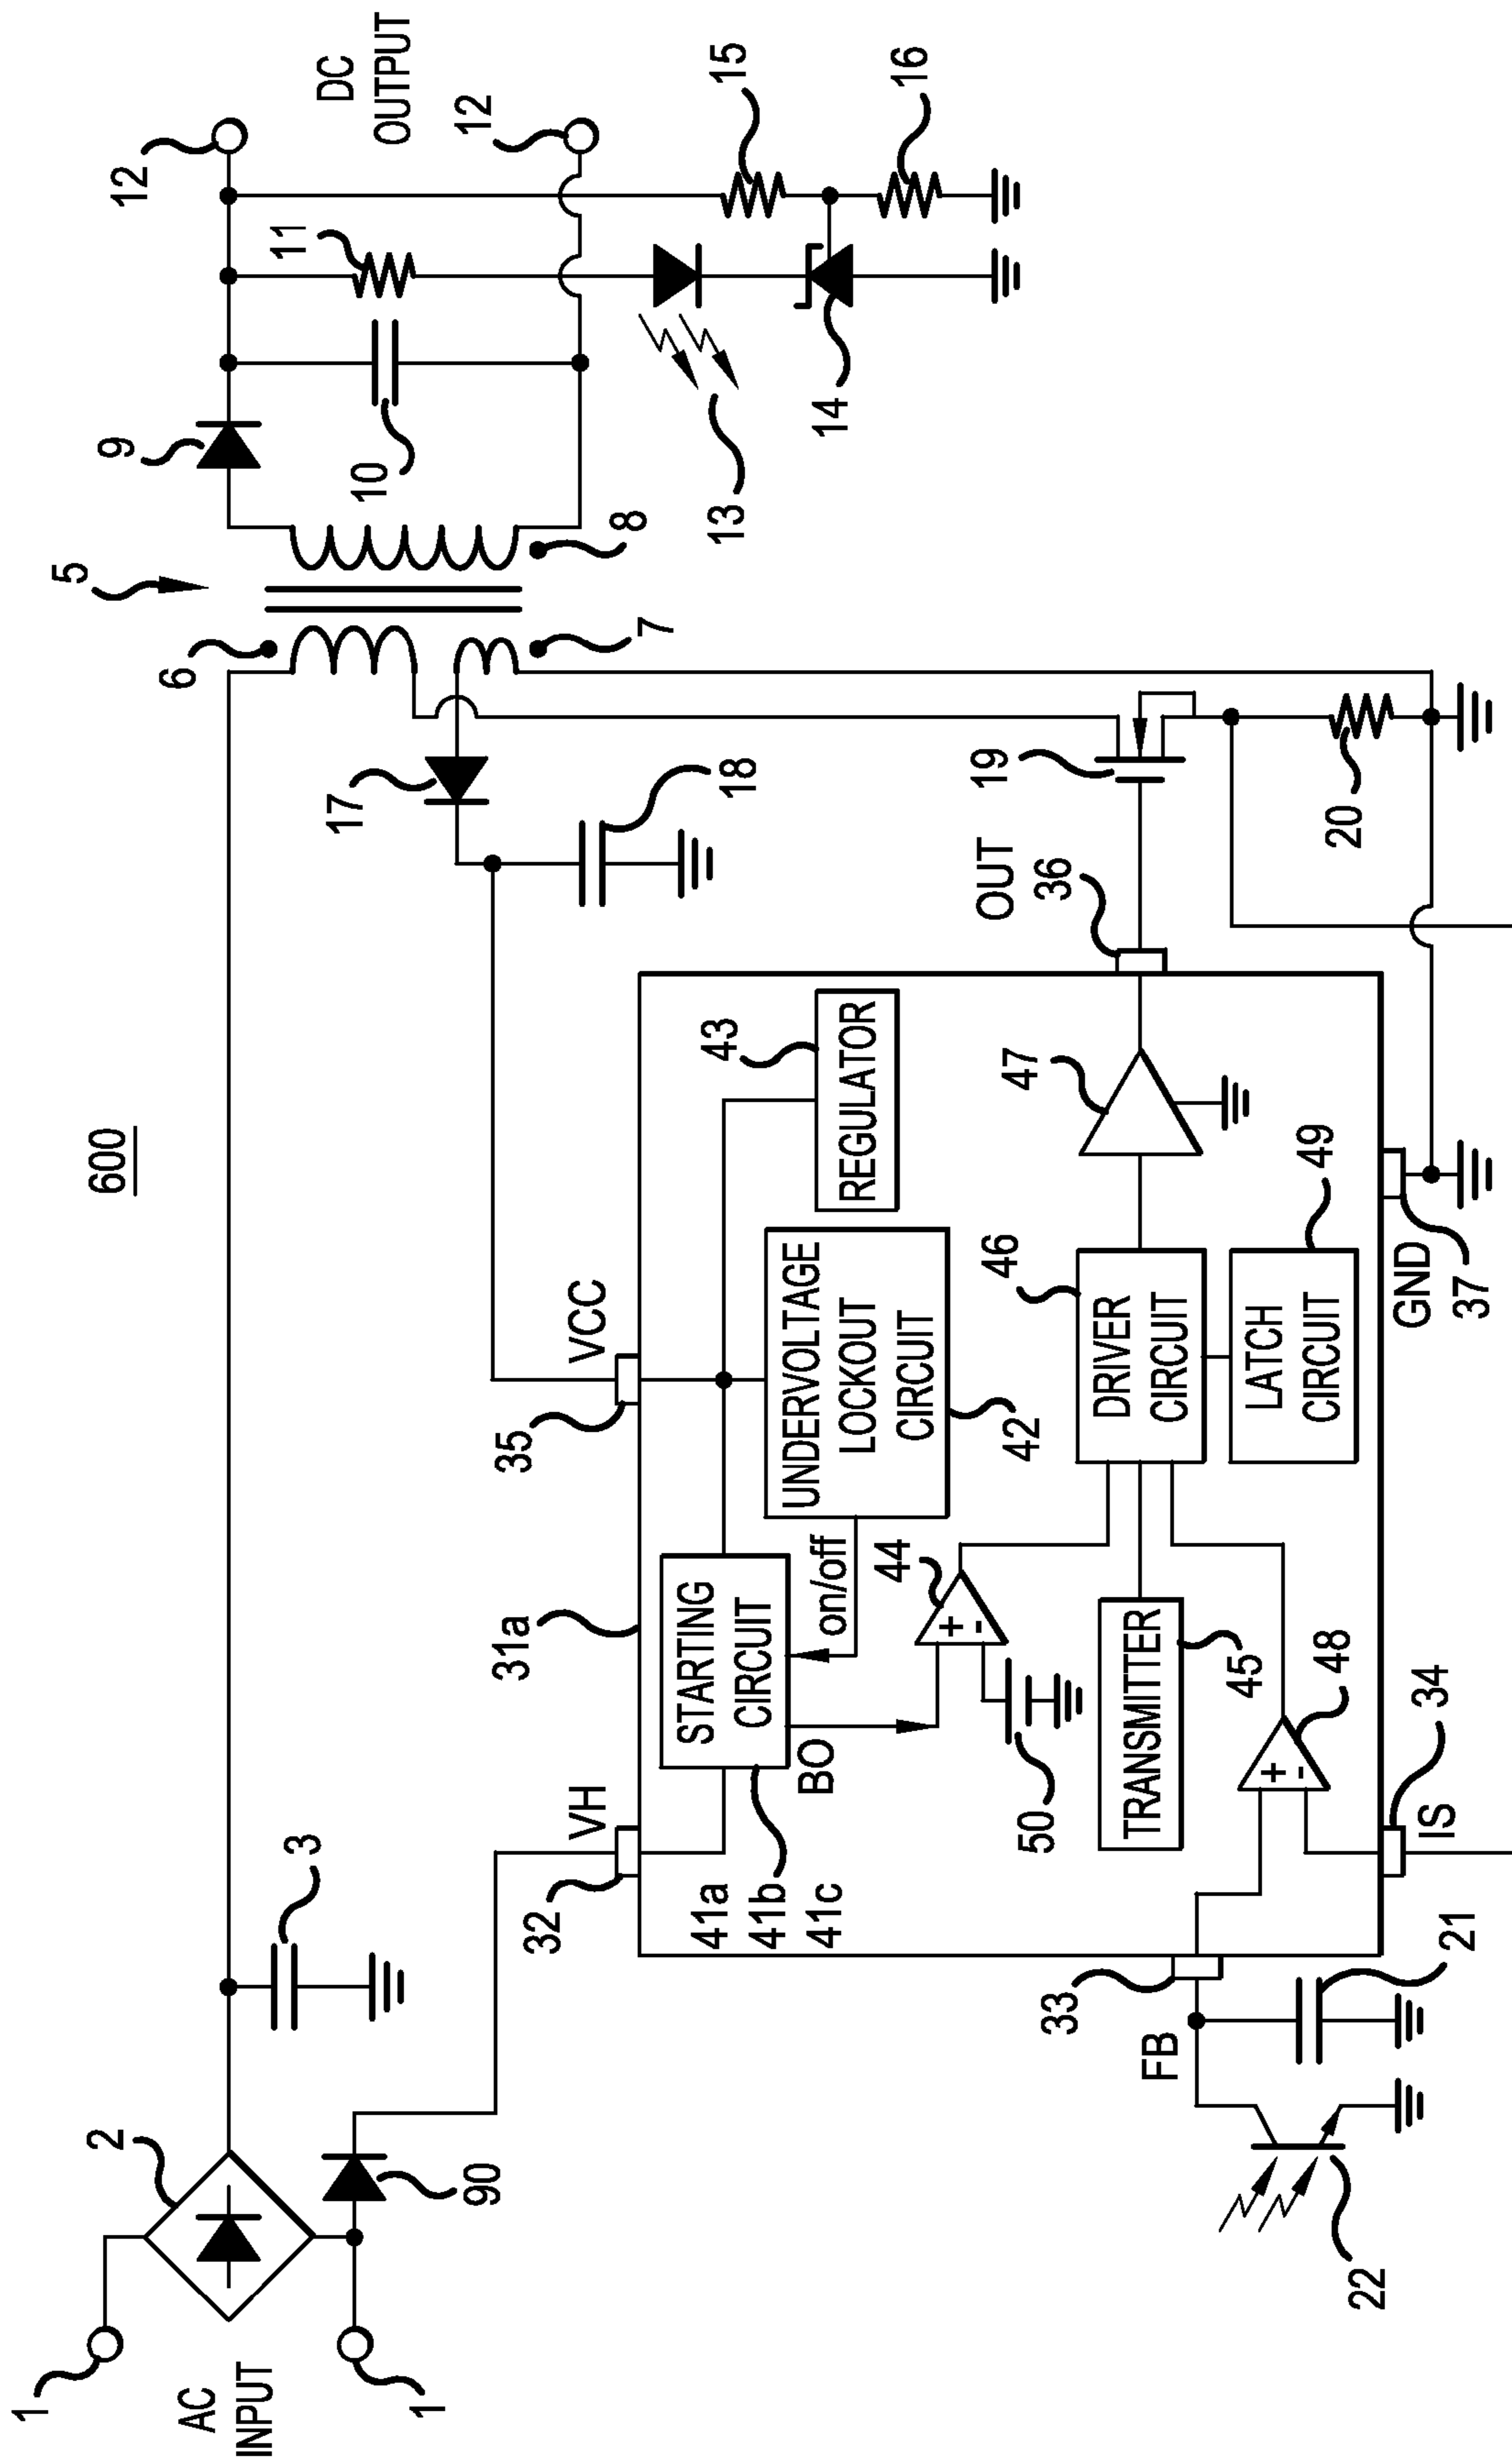 600
1
AC
INPUT
1
2
90
3
5
6
7
8
9
10
11
12
DC
OUTPUT
12
13
14
15
16
17
18
VH
32
VCC
35
31a
STARTING
CIRCUIT
41a
41b
41c
on/off
BO
UNDERVOLTAGE
LOCKOUT
CIRCUIT
42
REGULATOR
43
44
+
-
50
TRANSMITTER
45
DRIVER
CIRCUIT
46
47
OUT
36
19
20
LATCH
CIRCUIT
49
+
-
48
33
FB
21
22
IS
34
GND
37